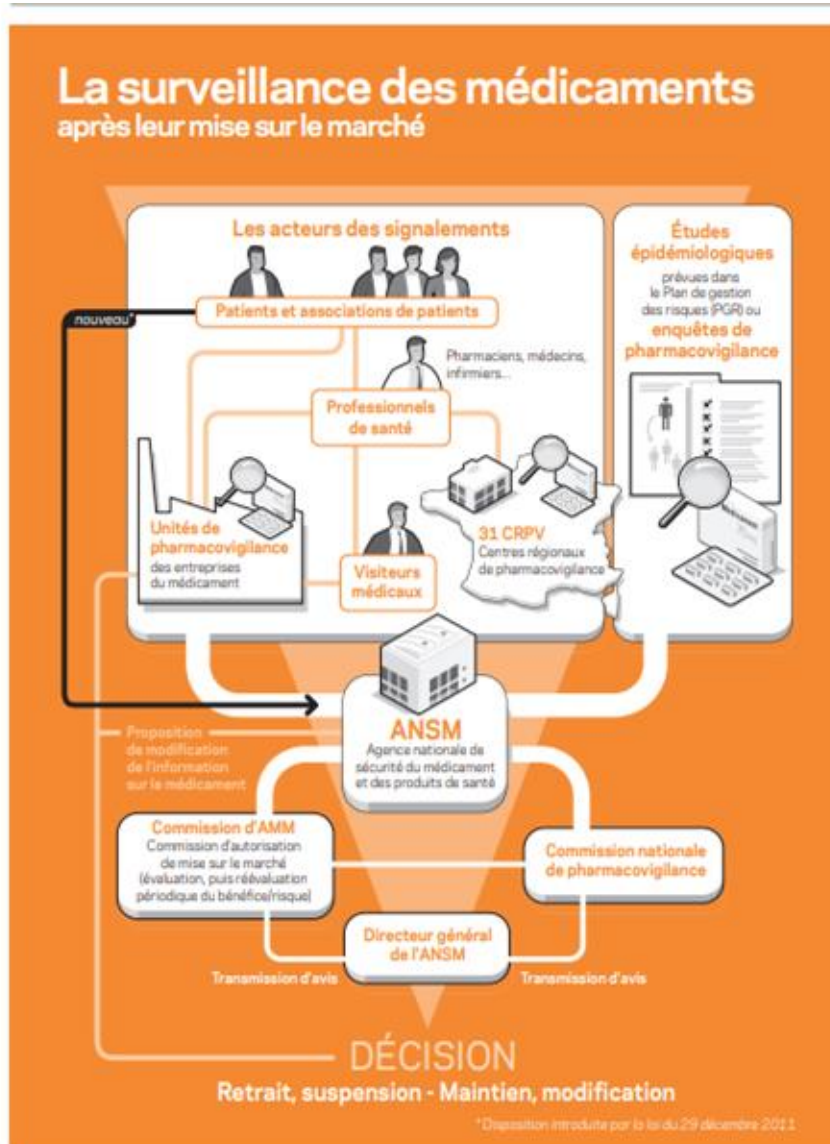 La surveillance des médicaments
après leur mise sur le marché
Les acteurs des signalements
Patients et associations de patients
nouveau*
Pharmaciens, médecins,
infirmiers...
Professionnels
de santé
Unités de
pharmacovigilance
des entreprises
du médicament
Visiteurs
médicaux
31 CRPV
Centres régionaux
de pharmacovigilance
Études
épidémiologiques
prévues dans
le Plan de gestion
des risques (PGR) ou
enquêtes de
pharmacovigilance
ANSM
Agence nationale de
sécurité du médicament
et des produits de santé
Proposition
de modification
de l'information
sur le médicament
Commission d'AMM
Commission d'autorisation
de mise sur le marché
(évaluation, puis réévaluation
périodique du bénéfice/risque)
Commission nationale
de pharmacovigilance
Directeur général
de l'ANSM
Transmission d'avis
Transmission d'avis
DÉCISION
Retrait, suspension - Maintien, modification
* Disposition introduite par la loi du 29 décembre 2011